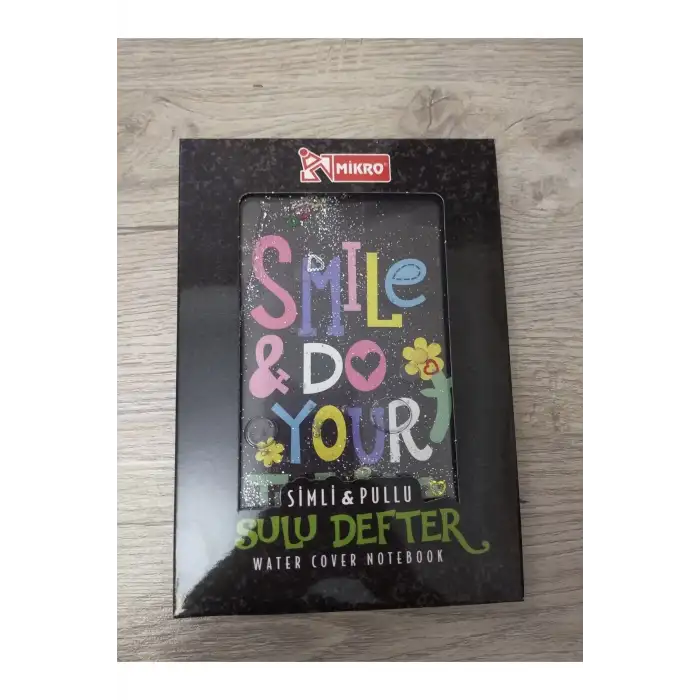 MİKRO
SMILE
& DO
YOUR
SİMLİ & PULLU
SULU DEFTER
WATER COVER NOTEBOOK